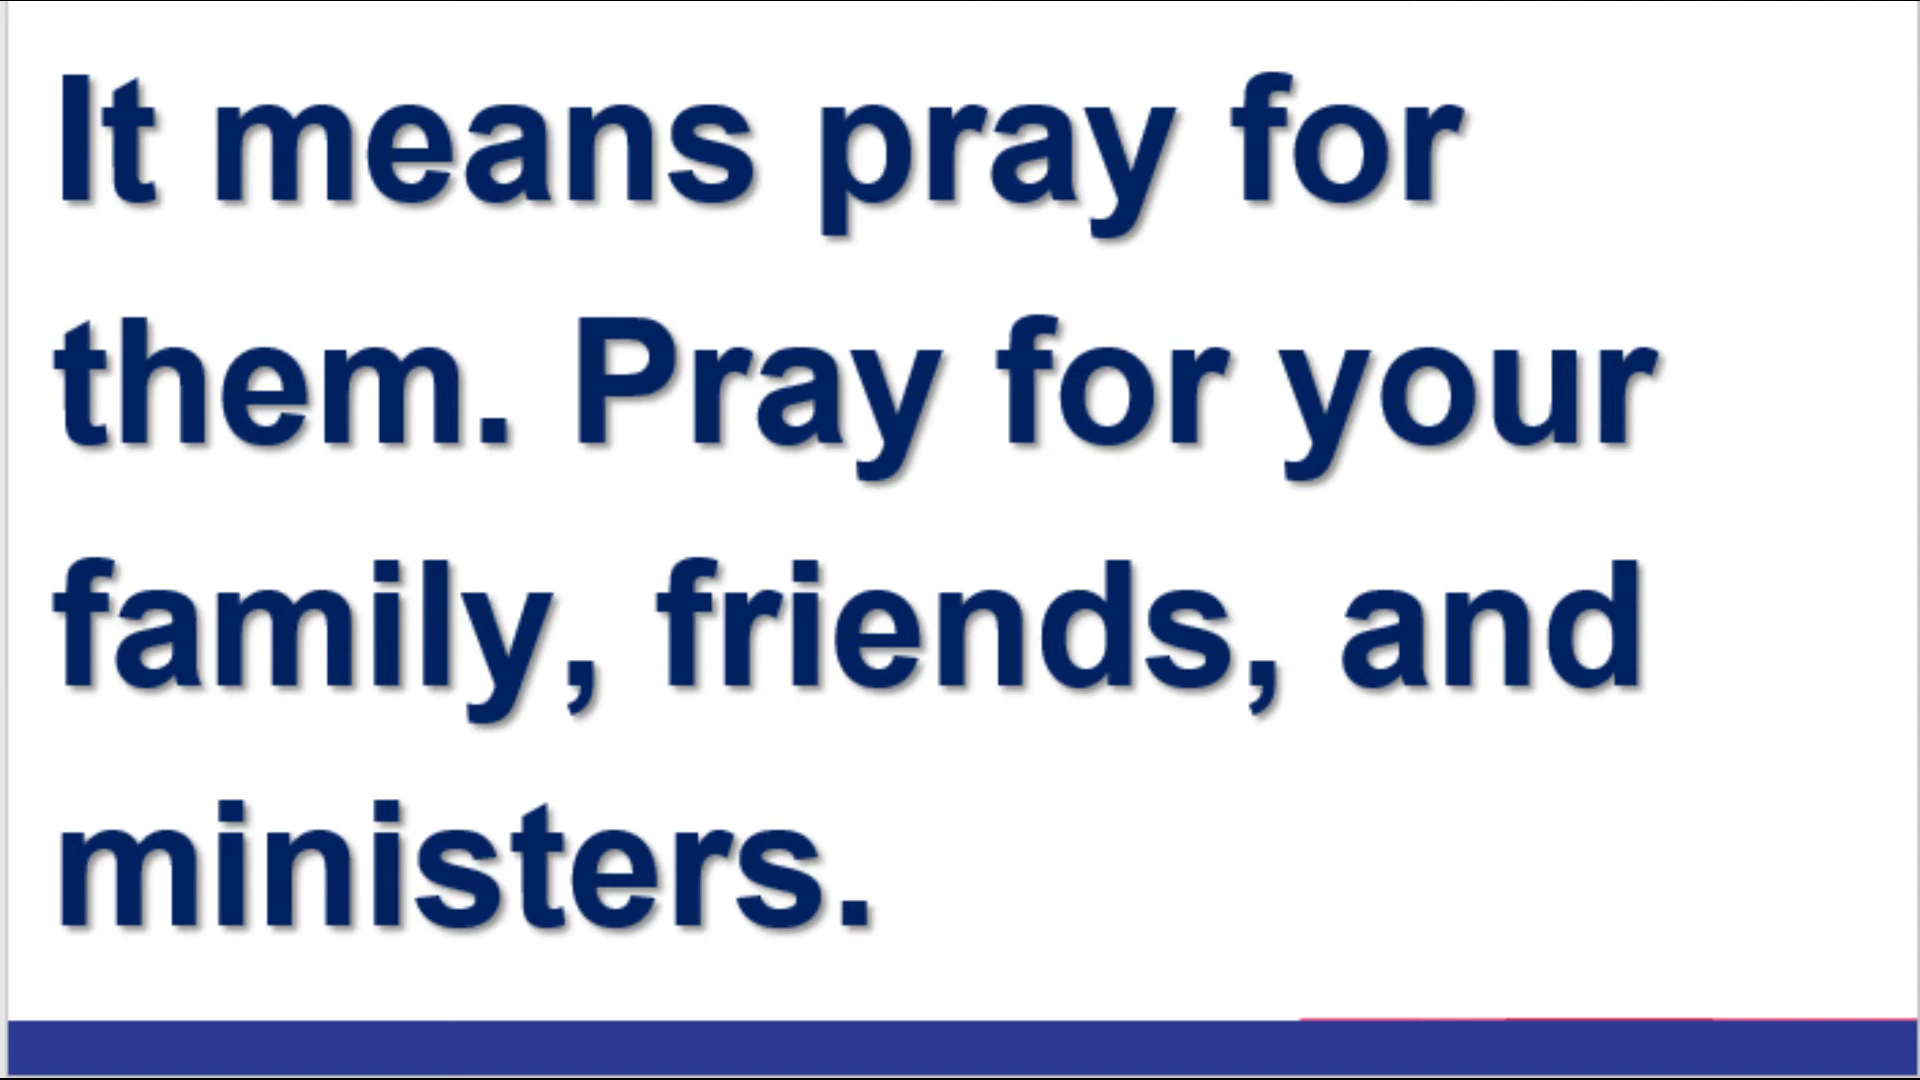 It means pray for
them. Pray for your
family, friends, and
ministers.